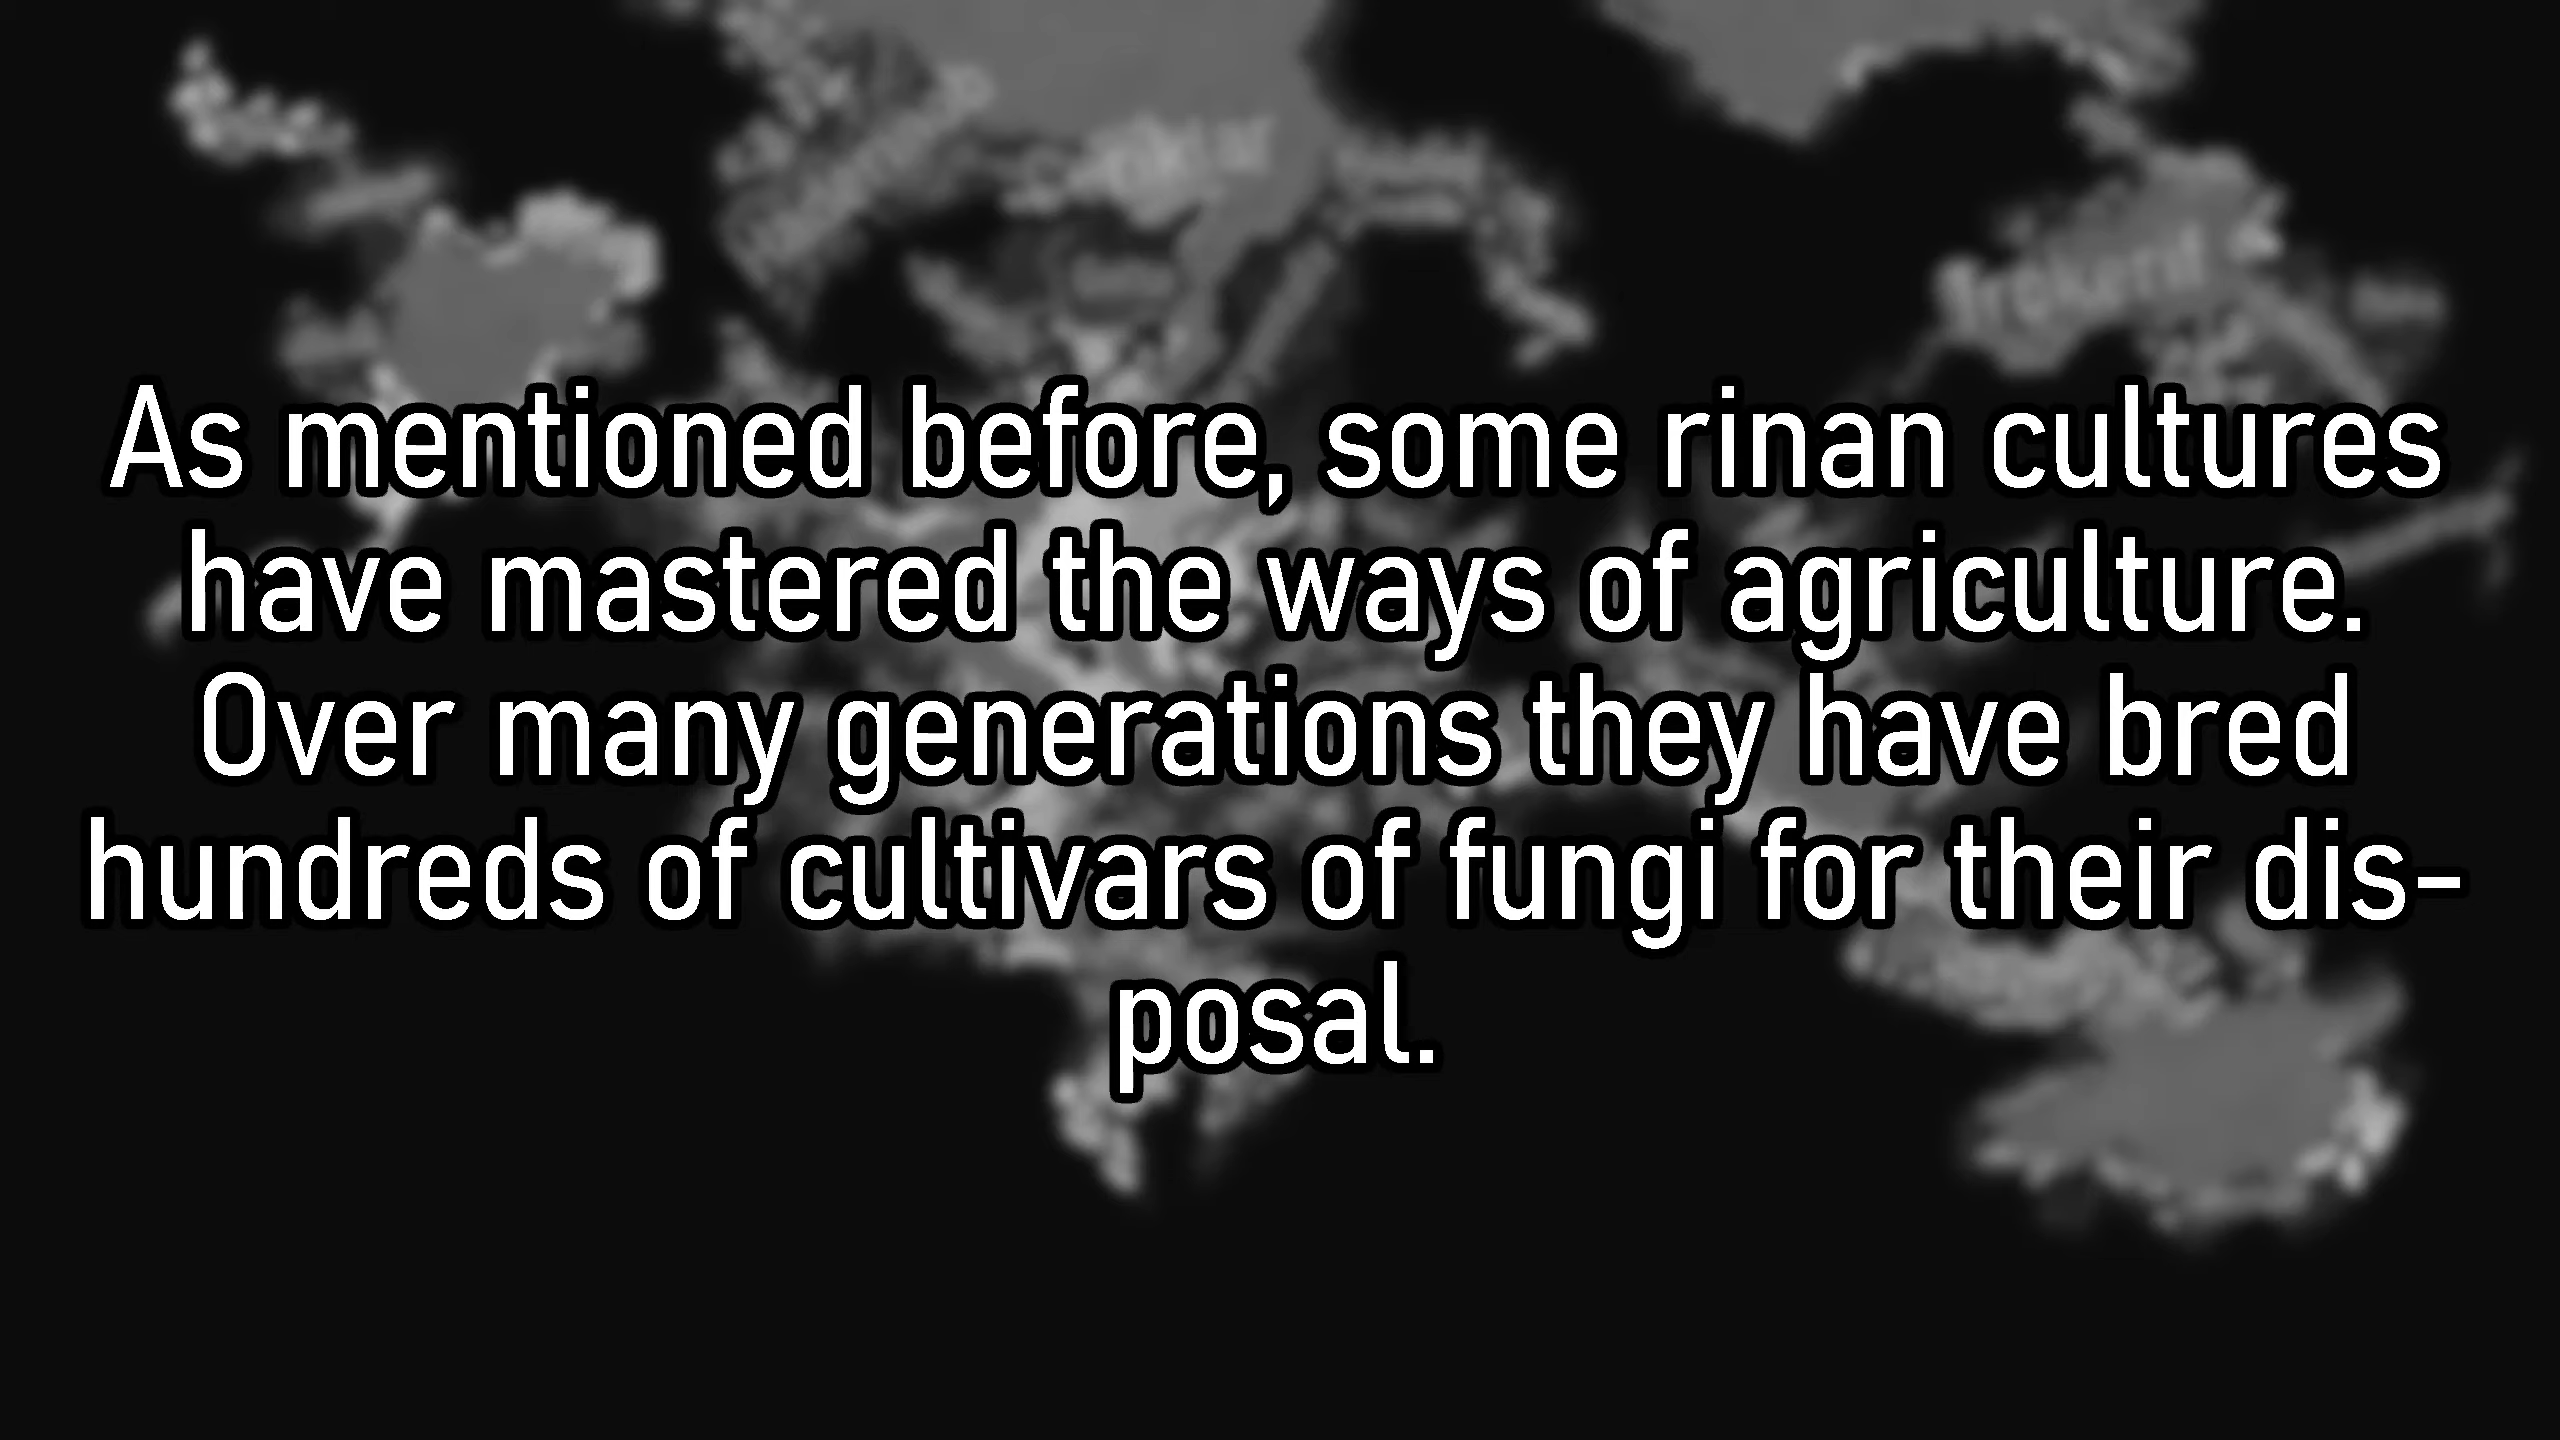 As mentioned before, some rinan cultures
have mastered the ways of agriculture.
Over many generations they have bred
hundreds of cultivars of fungi for their dis-
posal.